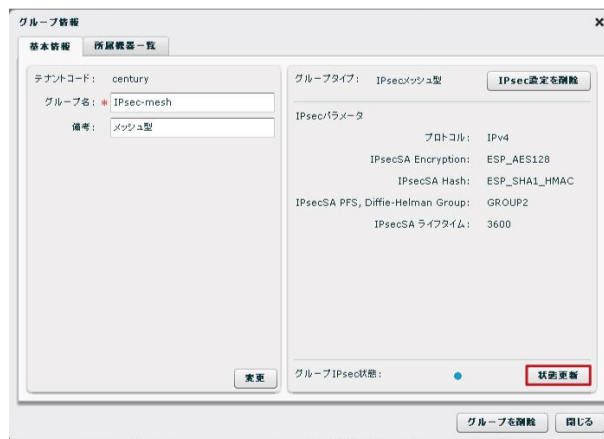 グループ情報
×
基本情報 所属機器一覧
テナントコード： century
グループ名：* IPsec-mesh
備考： メッシュ型
変更
グループタイプ： IPsecメッシュ型 IPsec設定を削除
IPsecパラメータ
プロトコル： IPv4
IPsecSA Encryption: ESP_AES128
IPsecSA Hash: ESP_SHA1_HMAC
IPsecSA PFS, Diffie-Helman Group: GROUP2
IPsecSA ライフタイム： 3600
グループIPsec状態： 状態更新
グループを削除 閉じる